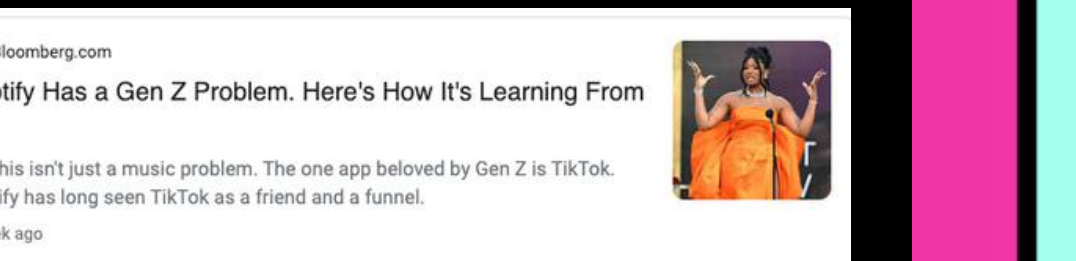 loomberg.com
tify Has a Gen Z Problem. Here's How It's Learning From
his isn't just a music problem. The one app beloved by Gen Z is TikTok.
ify has long seen TikTok as a friend and a funnel.
k ago